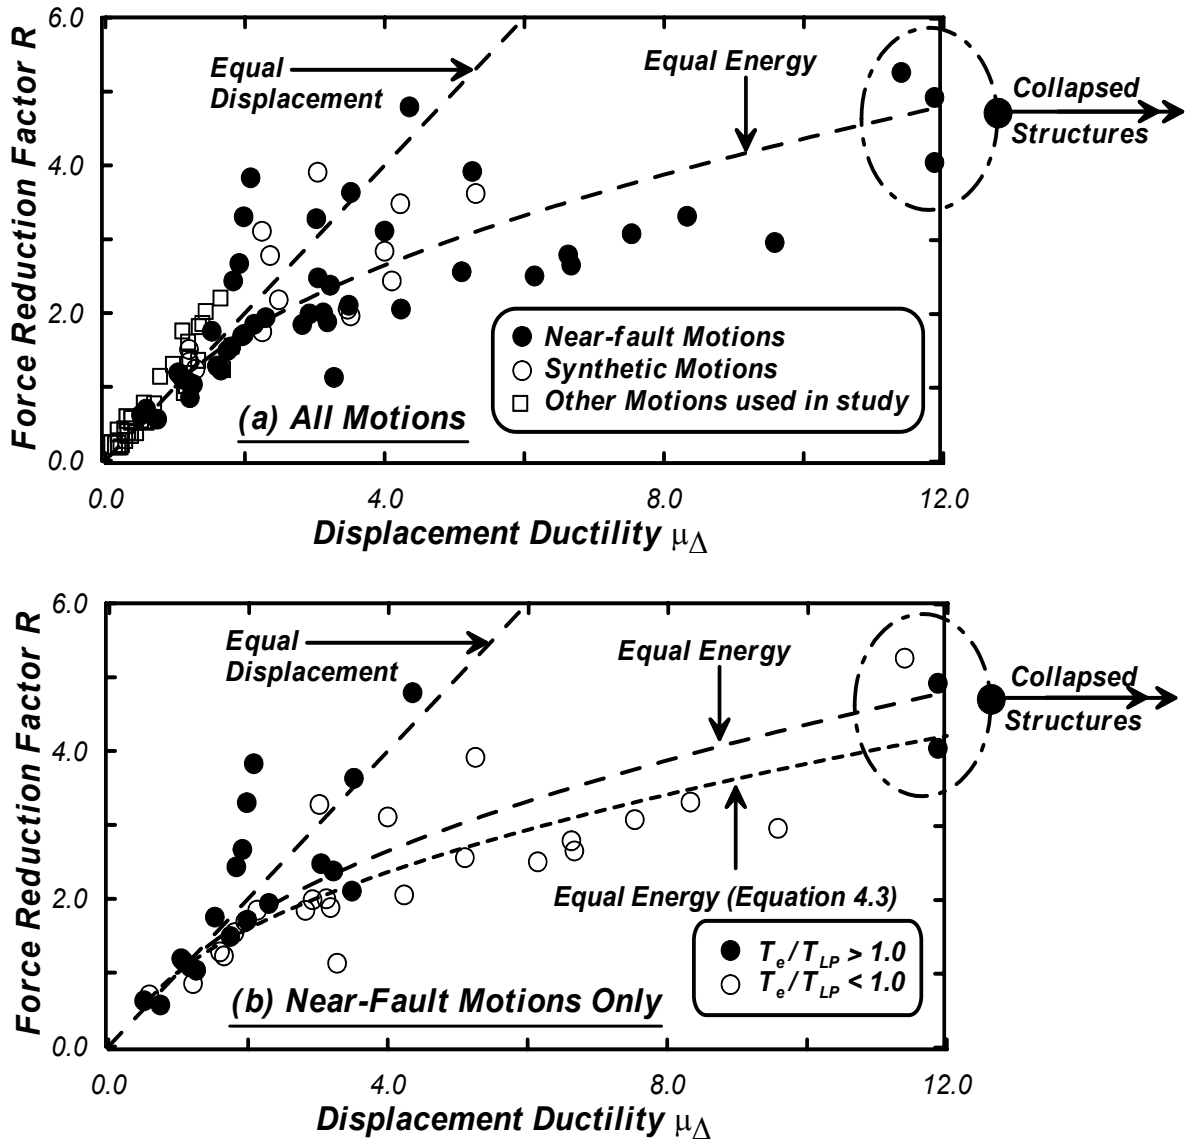 6.0
Equal
Displacement
Equal Energy
Collapsed
Structures
Force Reduction Factor R
4.0
2.0
0.0
Near-fault Motions
Synthetic Motions
Other Motions used in study
(a) All Motions
0.0
4.0
8.0
12.0
Displacement Ductility μΔ
6.0
Equal
Displacement
Equal Energy
Collapsed
Structures
Force Reduction Factor R
4.0
2.0
0.0
Equal Energy (Equation 4.3)
Te/TLP > 1.0
Te/TLP < 1.0
(b) Near-Fault Motions Only
0.0
4.0
8.0
12.0
Displacement Ductility μΔ